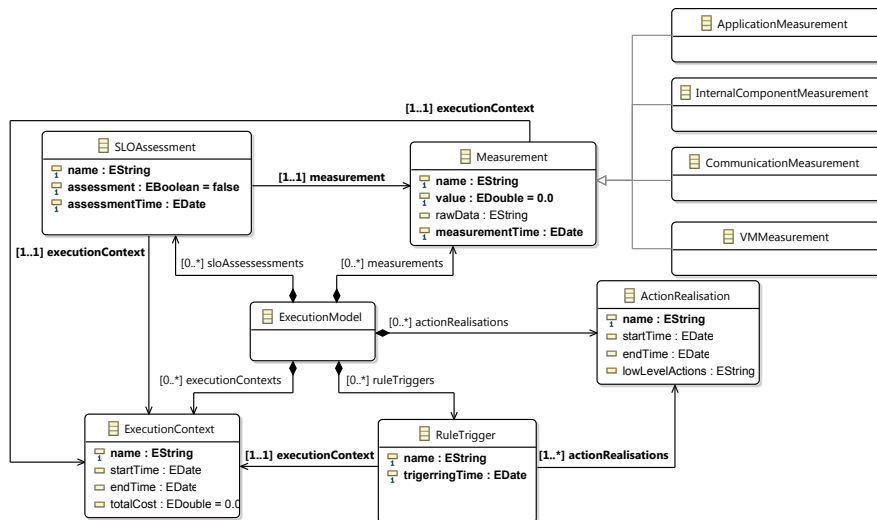 ApplicationMeasurement
InternalComponentMeasurement
CommunicationMeasurement
VMMeasurement
[1..1] executionContext
SLOAssessment
name : EString
assessment : EBoolean = false
assessmentTime : EDate
[1..1] measurement
Measurement
name : EString
value : EDouble = 0.0
rawData : EString
measurementTime : EDate
[1..1] executionContext
[0..*] sloAssessessments
[0..*] measurements
ExecutionModel
[0..*] actionRealisations
ActionRealisation
name : EString
startTime : EDate
endTime : EDate
lowLevelActions : EString
[0..*] executionContexts
[0..*] ruleTriggers
ExecutionContext
name : EString
startTime : EDate
endTime : EDate
totalCost : EDouble = 0.0
[1..1] executionContext
RuleTrigger
name : EString
trigerringTime : EDate
[1..*] actionRealisations